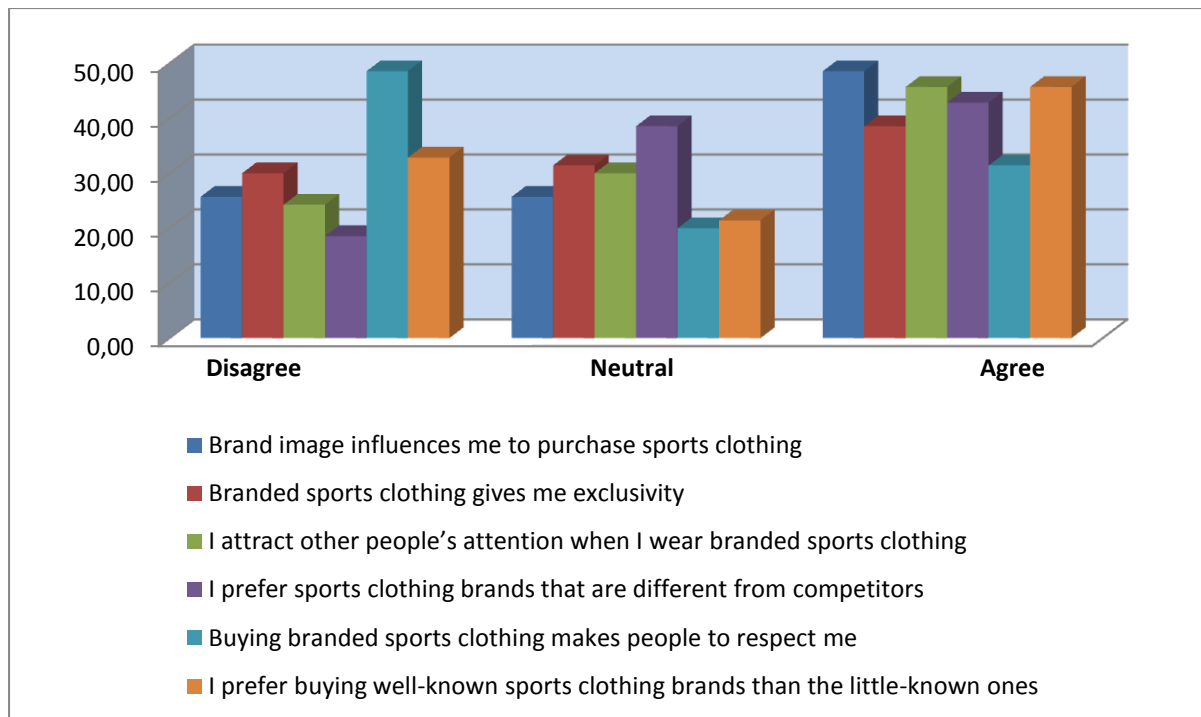 50,00
40,00
30,00
20,00
10,00
0,00
Disagree Neutral Agree
Brand image influences me to purchase sports clothing
Branded sports clothing gives me exclusivity
I attract other people’s attention when I wear branded sports clothing
I prefer sports clothing brands that are different from competitors
Buying branded sports clothing makes people to respect me
I prefer buying well-known sports clothing brands than the little-known ones